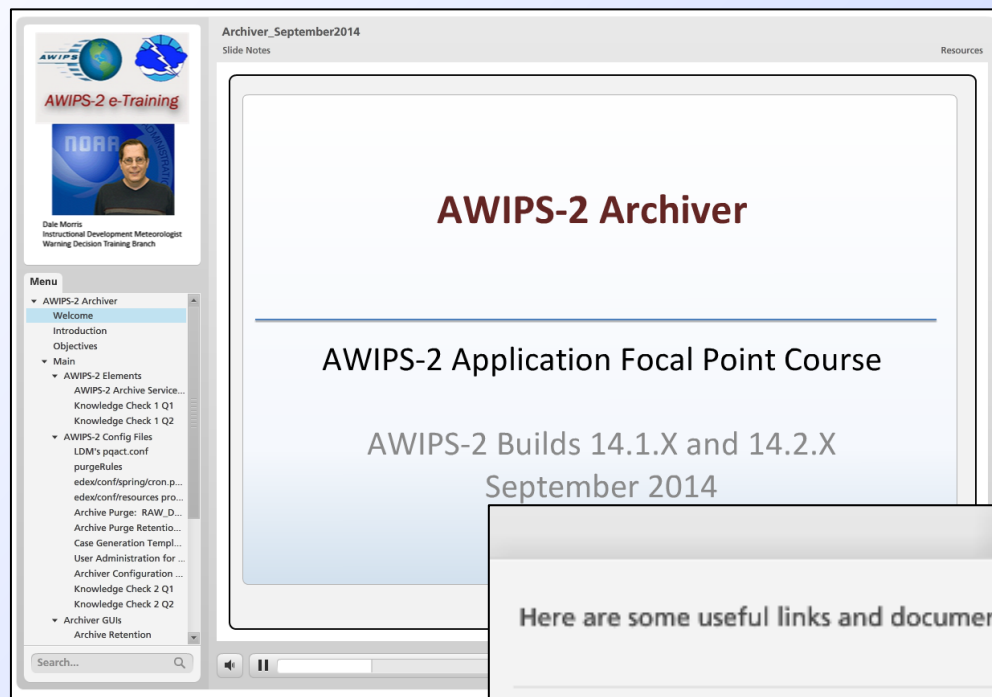 Archiver_September2014
Slide Notes
Resources
AWIPS
AWIPS-2 e-Training
NOAA
Dale Morris
Instructional Development Meteorologist
Warning Decision Training Branch
Menu
AWIPS-2 Archiver
Welcome
Introduction
Objectives
Main
AWIPS-2 Elements
AWIPS-2 Archive Service...
Knowledge Check 1 Q1
Knowledge Check 1 Q2
AWIPS-2 Config Files
LDM's pqact.conf
purgeRules
edex/conf/spring/cron.p...
edex/conf/resources pro...
Archive Purge: RAW_D...
Archive Purge Retentio...
Case Generation Templ...
User Administration for ...
Archiver Configuration ...
Knowledge Check 2 Q1
Knowledge Check 2 Q2
Archiver GUIs
Archive Retention
Search...
AWIPS-2 Archiver
AWIPS-2 Application Focal Point Course
AWIPS-2 Builds 14.1.X and 14.2.X
September 2014
Here are some useful links and documen